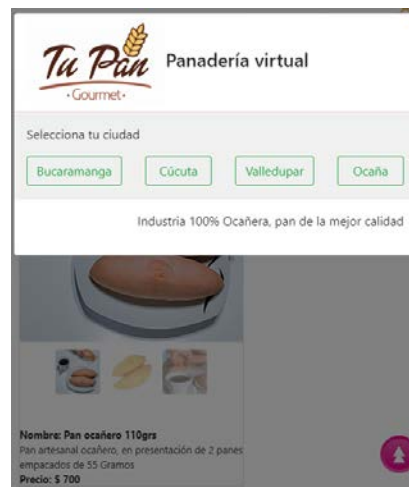 Tu Pan
·Gourmet·
Panadería virtual
Selecciona tu ciudad
Bucaramanga
Cúcuta
Valledupar
Ocaña
Industria 100% Ocañera, pan de la mejor calidad
Nombre: Pan ocañero 110grs
Pan artesanal ocañero, en presentación de 2 panes
empacados de 55 Gramos
Precio: $ 700